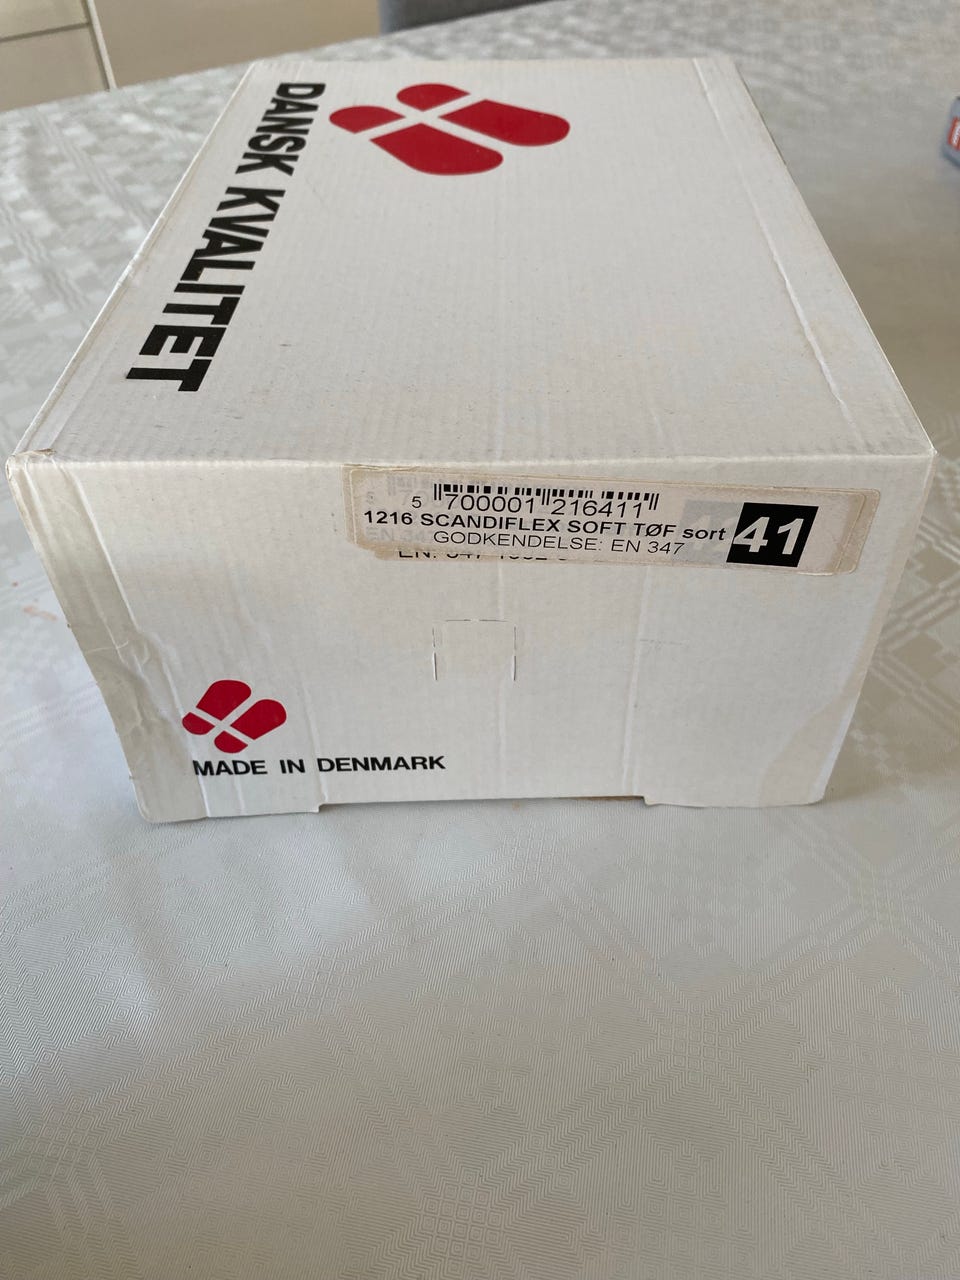 DANSK KVALITET
5 700001 216411
1216 SCANDIFLEX SOFT TØF sort 41
GODKENDELSE: EN 347
MADE IN DENMARK